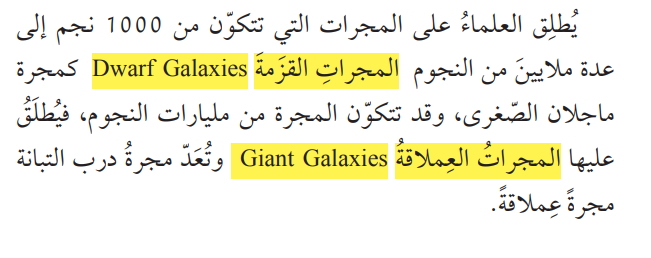 يُطلِق العلماءُ على المجرات التي تتكوّن من 1000 نجم إلى
عدة ملايينَ من النجوم المجراتِ القزَمةَ Dwarf Galaxies كمجرة
ماجلان الصّغرى، وقد تتكوّن المجرة من مليارات النجوم، فيُطلَقُ
عليها المجراتُ العِملاقةُ Giant Galaxies وتُعَدّ مجرةُ درب التبانة
مجرةً عِملاقةً.